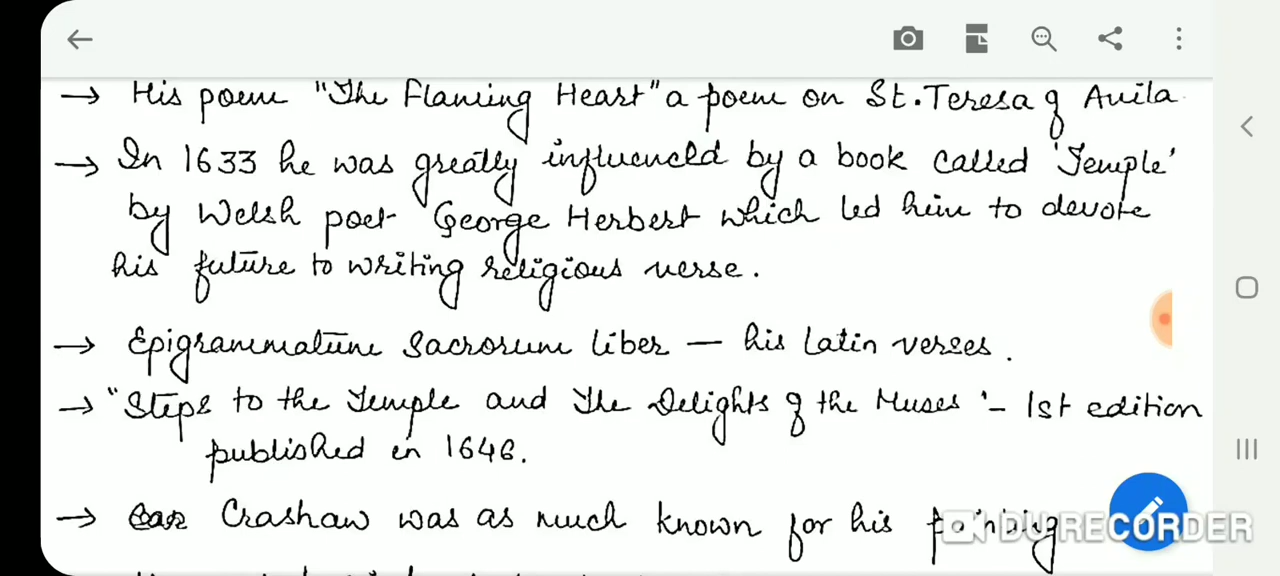 → His poem "The Flaming Heart" a poem on St. Teresa of Avila.
→ In 1633 he was greatly influenced by a book called 'Temple'
by Welsh poet George Herbert which led him to devote
his future to writing religious verse.
→ Epigrammatum Sacrorum Liber — his Latin verses.
→ "Steps to the Temple and The Delights of the Muses' - 1st edition
published in 1646.
→ Crashaw was as much known for his painting
DU RECORDER